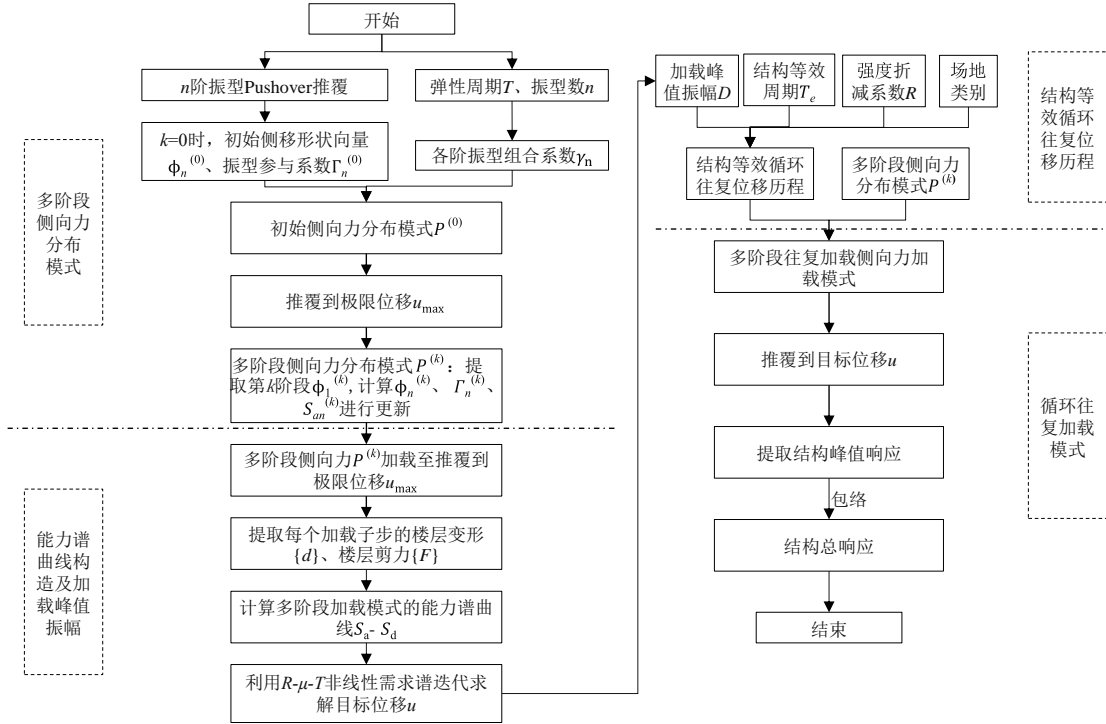 开始
n阶振型Pushover推覆
弹性周期T、振型数n
k=0时，初始侧移形状向量
ϕn(0)、振型参与系数Γn(0)
各阶振型组合系数γn
初始侧向力分布模式P(0)
推覆到极限位移umax
多阶段侧向力分布模式P(k)：提
取第k阶段ϕ1(k),计算ϕn(k)、Γn(k)、
San(k)进行更新
多阶段
侧向力
分布
模式
多阶段侧向力P(k)加载至推覆到
极限位移umax
提取每个加载子步的楼层变形
{d}、楼层剪力{F}
计算多阶段加载模式的能力谱曲
线Sa- Sd
利用R-μ-T非线性需求谱迭代求
解目标位移u
能力谱
曲线构
造及加
载峰值
振幅
加载峰
值振幅D
结构等效
周期Te
强度折
减系数R
场地
类别
结构等效循环
往复位移历程
多阶段侧向力
分布模式P(k)
结构等
效循环
往复位
移历程
多阶段往复加载侧向力加
载模式
推覆到目标位移u
提取结构峰值响应
包络
结构总响应
结束
循环往
复加载
模式